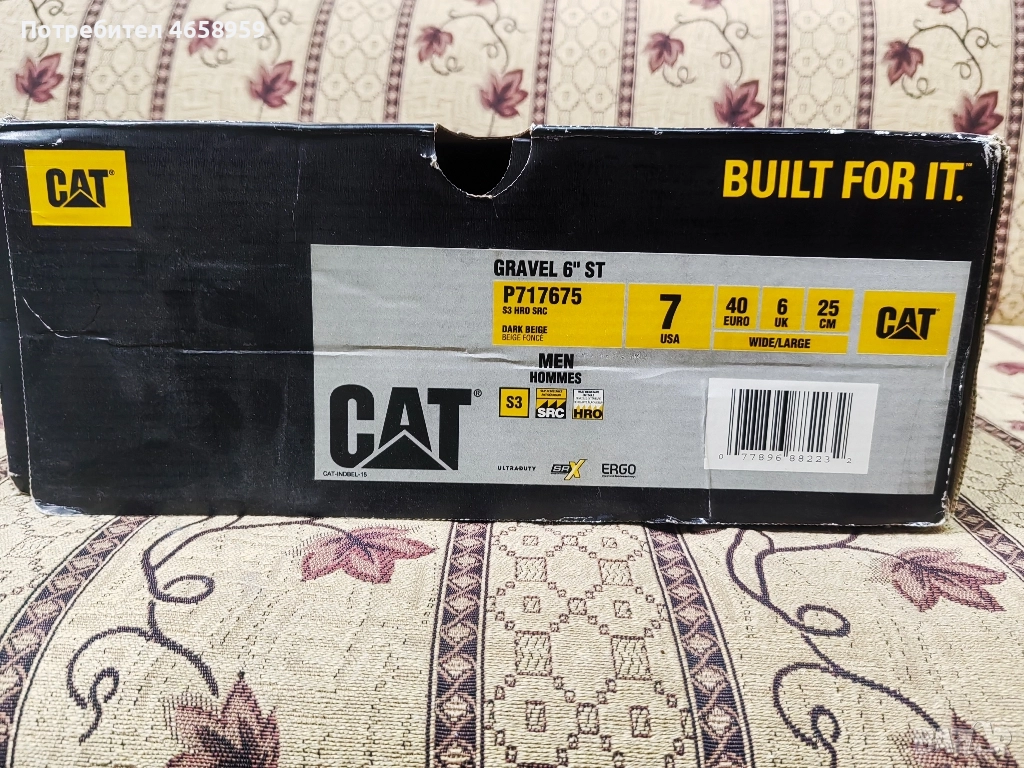 Потребител 4658959
CAT®
BUILT FOR IT.™
GRAVEL 6" ST
P717675
S3 HRO SRC
DARK BEIGE
BEIGE FONCE
7
USA
40
EURO
6
UK
25
CM
WIDE/LARGE
CAT
MEN
HOMMES
S3
SRC
HRO
CAT®
CAT-INDBEL-15
ULTRADUTY
SRX
ERGO
0 77896 88223 2